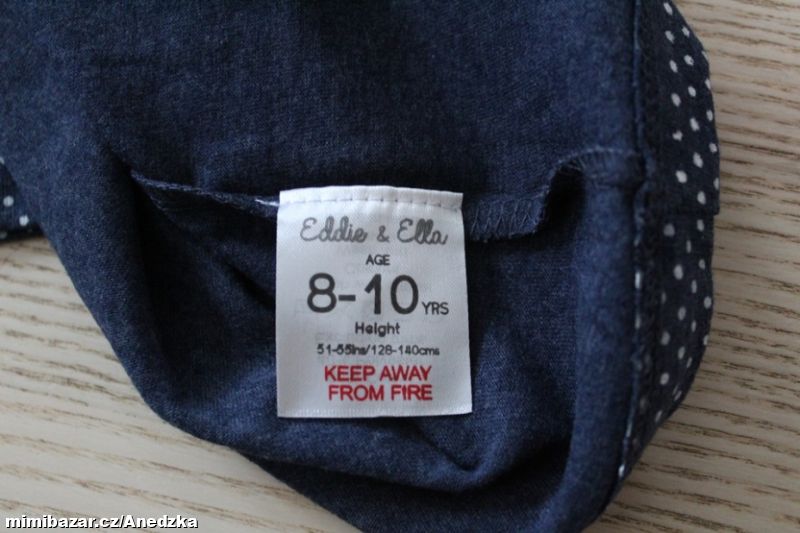 Eddie & Ella
AGE
8-10 YRS
Height
51-55ins/128-140cms
KEEP AWAY
FROM FIRE
mimibazar.cz/Anedzka